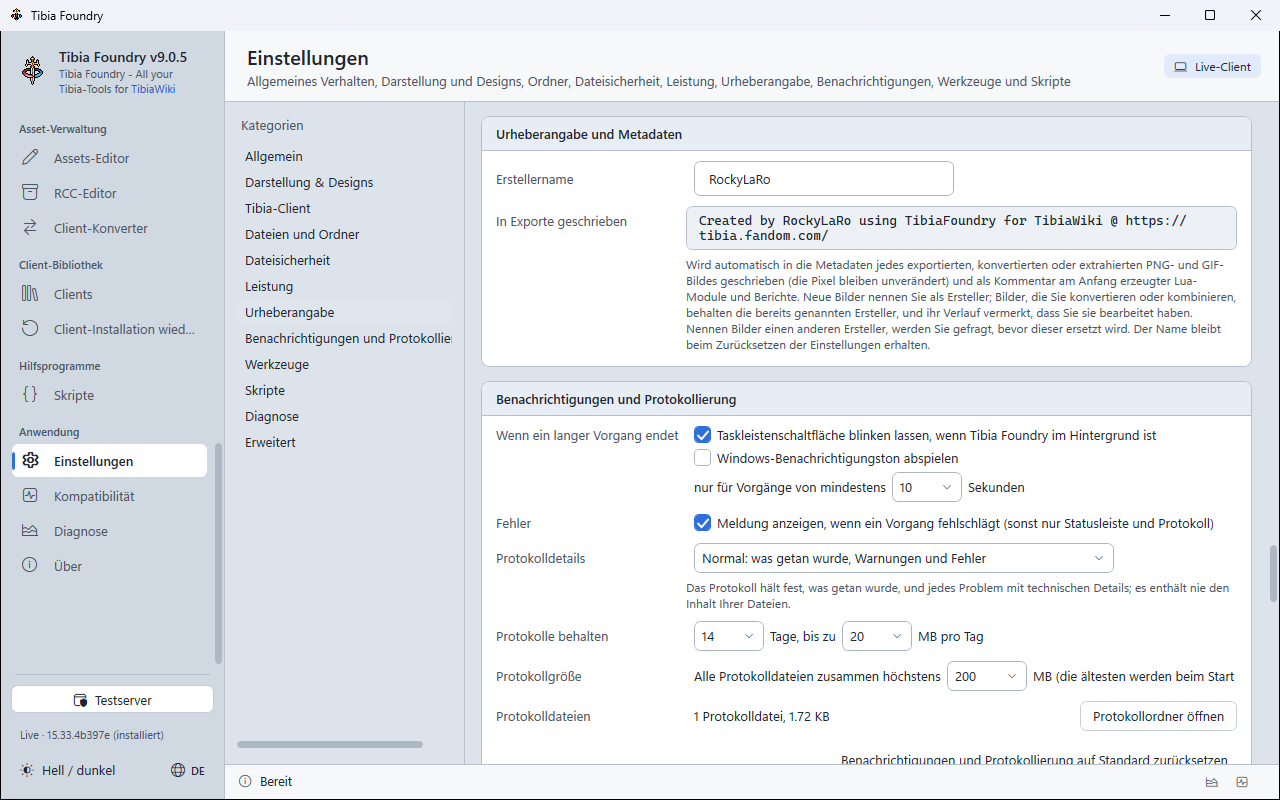 Tibia Foundry
Tibia Foundry v9.0.5
Tibia Foundry - All your
Tibia-Tools for TibiaWiki
Asset-Verwaltung
Assets-Editor
RCC-Editor
Client-Konverter
Client-Bibliothek
Clients
Client-Installation wied...
Hilfsprogramme
Skripte
Anwendung
Einstellungen
Kompatibilität
Diagnose
Über
Testserver
Live · 15.33.4b397e (installiert)
Hell / dunkel
DE
Einstellungen
Allgemeines Verhalten, Darstellung und Designs, Ordner, Dateisicherheit, Leistung, Urheberangabe, Benachrichtigungen, Werkzeuge und Skripte
Live-Client
Kategorien
Allgemein
Darstellung & Designs
Tibia-Client
Dateien und Ordner
Dateisicherheit
Leistung
Urheberangabe
Benachrichtigungen und Protokollier
Werkzeuge
Skripte
Diagnose
Erweitert
Urheberangabe und Metadaten
Erstellername
RockyLaRo
In Exporte geschrieben
Created by RockyLaRo using TibiaFoundry for TibiaWiki @ https://
tibia.fandom.com/
Wird automatisch in die Metadaten jedes exportierten, konvertierten oder extrahierten PNG- und GIF-
Bildes geschrieben (die Pixel bleiben unverändert) und als Kommentar am Anfang erzeugter Lua-
Module und Berichte. Neue Bilder nennen Sie als Ersteller; Bilder, die Sie konvertieren oder kombinieren,
behalten die bereits genannten Ersteller, und ihr Verlauf vermerkt, dass Sie sie bearbeitet haben.
Nennen Bilder einen anderen Ersteller, werden Sie gefragt, bevor dieser ersetzt wird. Der Name bleibt
beim Zurücksetzen der Einstellungen erhalten.
Benachrichtigungen und Protokollierung
Wenn ein langer Vorgang endet
Taskleistenschaltfläche blinken lassen, wenn Tibia Foundry im Hintergrund ist
Windows-Benachrichtigungston abspielen
nur für Vorgänge von mindestens 10 Sekunden
Fehler
Meldung anzeigen, wenn ein Vorgang fehlschlägt (sonst nur Statusleiste und Protokoll)
Protokolldetails
Normal: was getan wurde, Warnungen und Fehler
Das Protokoll hält fest, was getan wurde, und jedes Problem mit technischen Details; es enthält nie den
Inhalt Ihrer Dateien.
Protokolle behalten
14 Tage, bis zu 20 MB pro Tag
Protokollgröße
Alle Protokolldateien zusammen höchstens 200 MB (die ältesten werden beim Start
Protokolldateien
1 Protokolldatei, 1.72 KB
Protokollordner öffnen
Benachrichtigungen und Protokollierung auf Standard zurücksetzen
Bereit